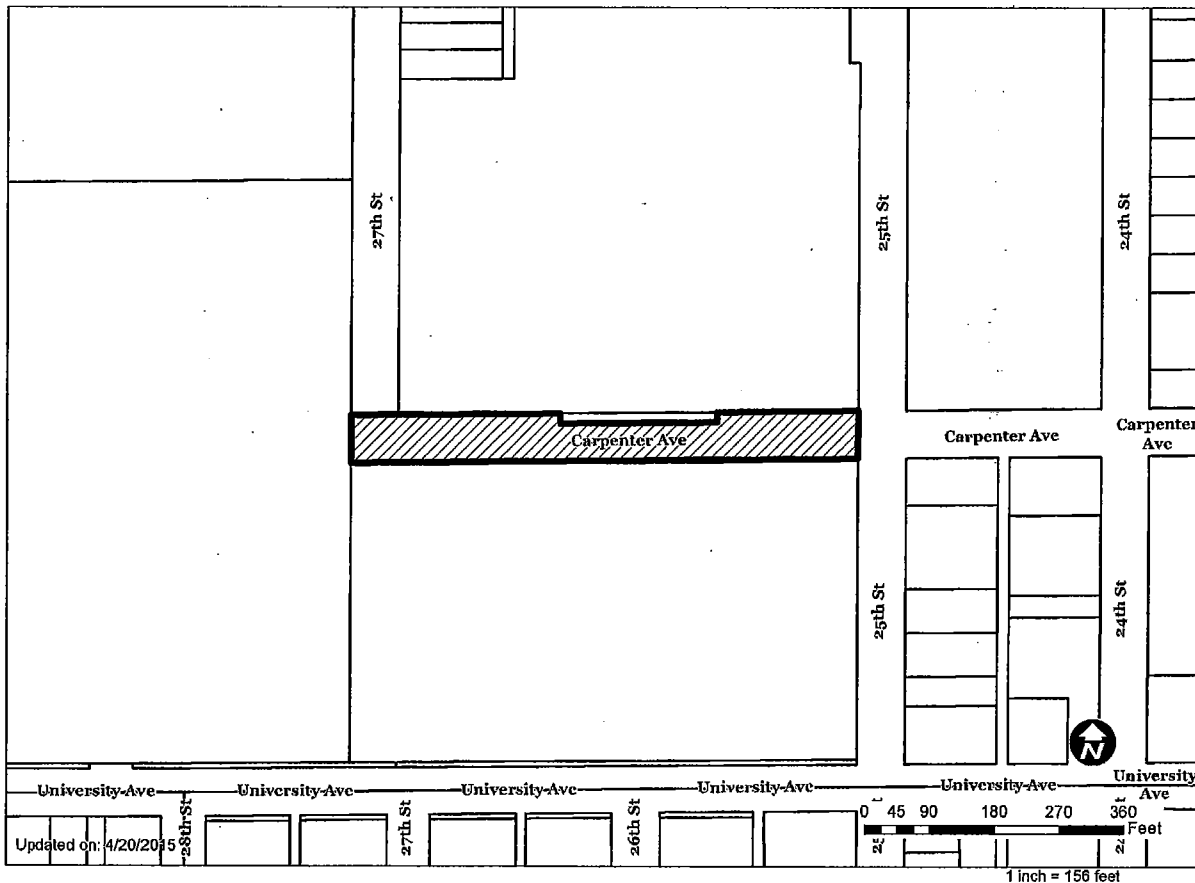 27th St
25th St
24th St
Carpenter Ave
Carpenter Ave
Carpenter
Ave
25th St
24th St
N
University Ave
University Ave
University Ave
University Ave
University Ave
University
Ave
28th St
27th St
26th St
0 45 90 180 270 360
Feet
Updated on: 4/20/2015
1 inch = 156 feet